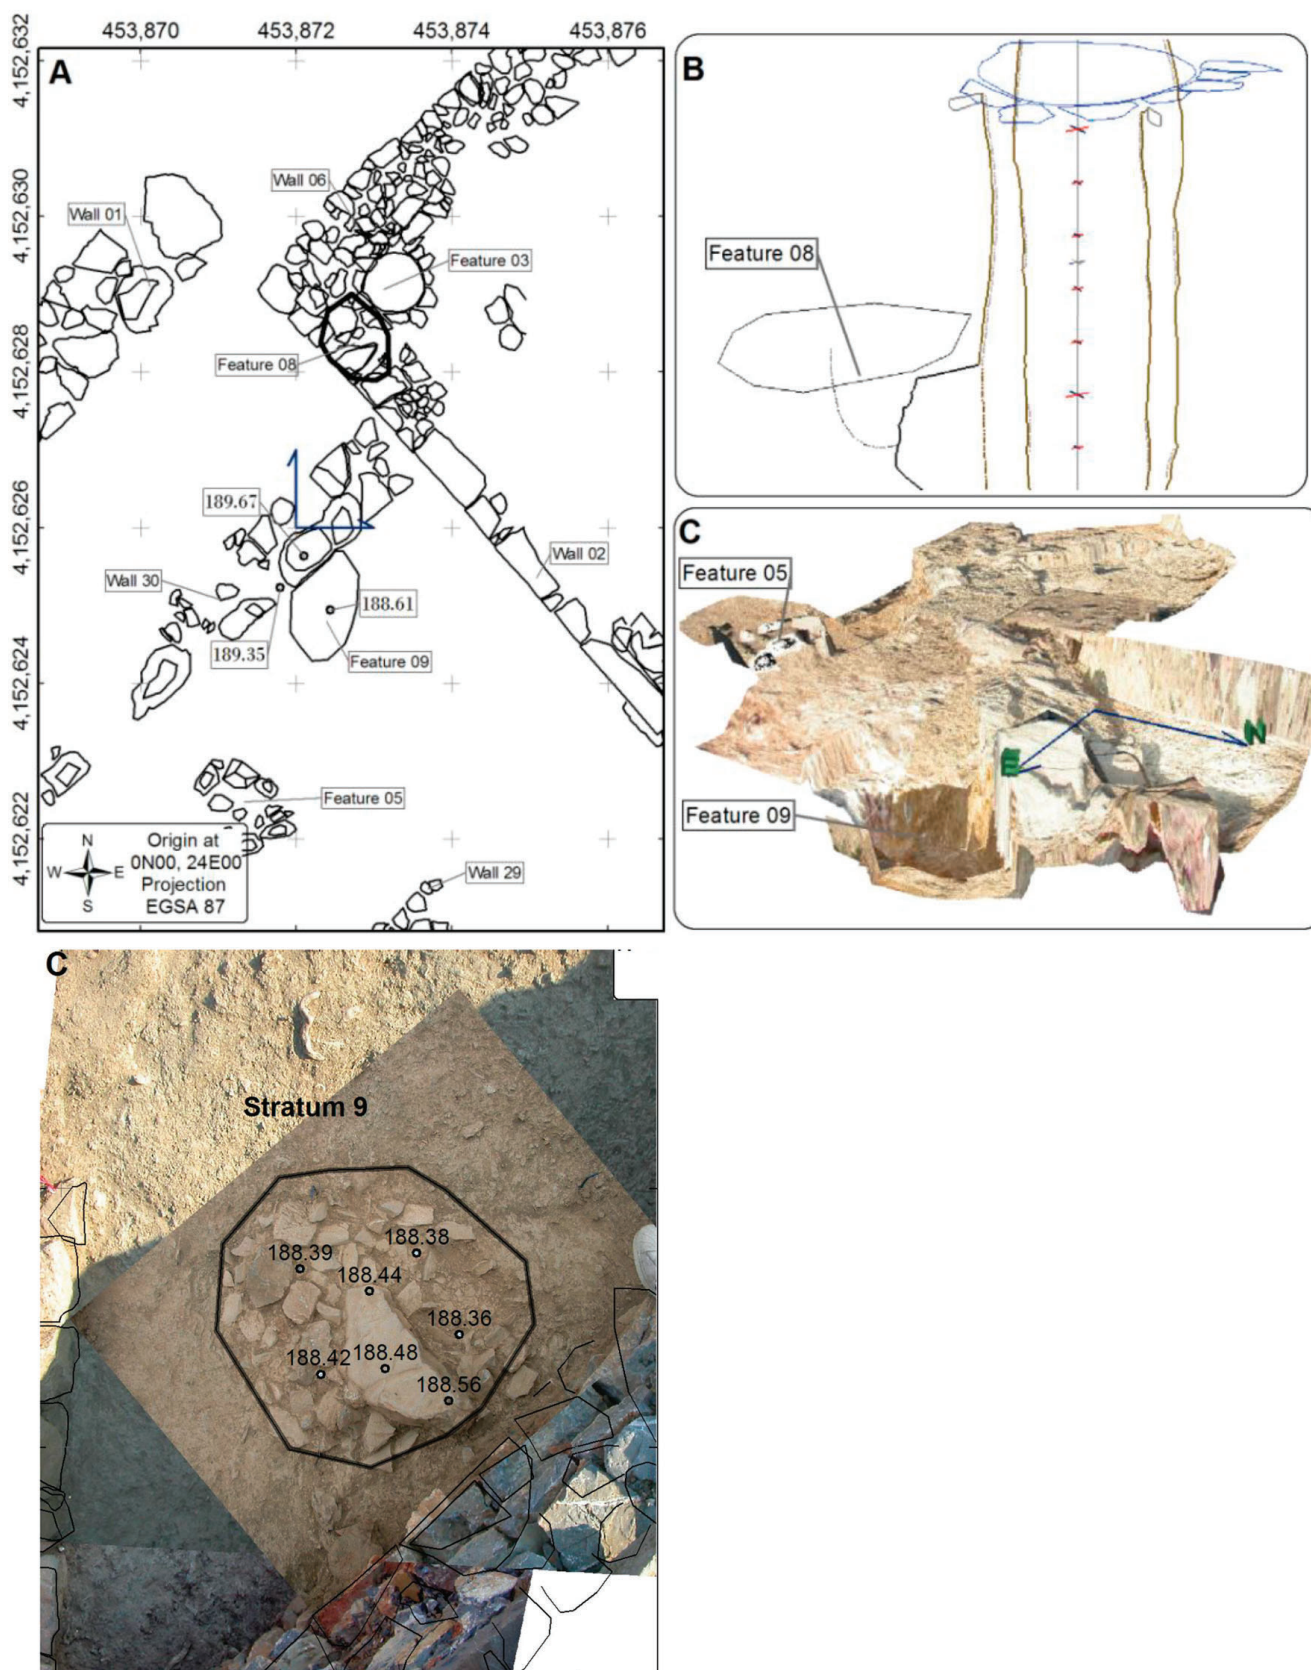 453,870
453,872
453,874
453,876
4,152,632
4,152,630
4,152,628
4,152,626
4,152,624
4,152,622
A
Wall 06
Wall 01
Feature 03
Feature 08
189.67
Wall 02
Wall 30
188.61
189.35
Feature 09
Feature 05
Wall 29
N
W
E
S
Origin at
0N00, 24E00
Projection
EGSA 87
B
Feature 08
C
Feature 05
N
E
Feature 09
C
Stratum 9
188.38
188.39
188.44
188.36
188.42
188.48
188.56